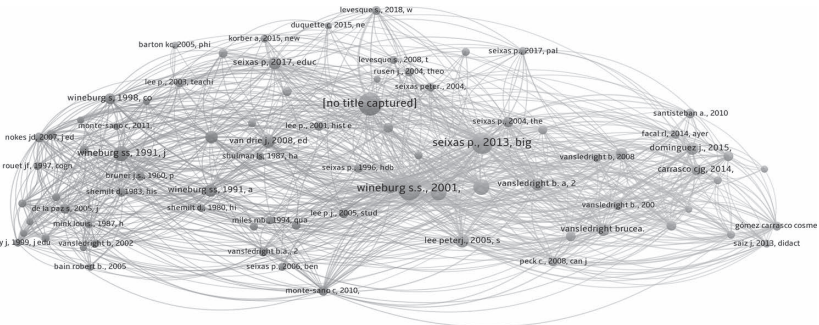 levesque s., 2018, w
duquette c, 2015, ne
korber a, 2015, new
barton kc, 2005, phi
seixas p., 2017, pal
levesque s., 2008, t
seixas p., 2017, educ
rusen j., 2004, theo
lee p., 2003, teachi
seixas peter., 2004,
wineburg s, 1998, co
[no title captured]
santisteban a., 2010
seixas p., 2004, the
monte-sano c, 2011,
lee p., 2001, hist e
facal rl, 2014, ayer
nokes jd, 2007, j ed
van drie j, 2008, ed
seixas p., 2013, big
dominguez j., 2015,
wineburg ss, 1991, j
shulman ls, 1987, ha
vansledright b, 2008
rouet jf, 1997, cogn
seixas p., 1996, hdb
carrasco cjg, 2014,
bruner j.s., 1960, p
shemilt d., 1983, his
wineburg ss, 1991, a
wineburg s.s., 2001,
vansledright b. a, 2
de la paz s, 2005, j
shemilt d., 1980, hi
vansledright b., 200
lee p.j., 2005, stud
miles mb., 1994, qua
mink louis., 1987, h
gomez carrasco cosme
vansledright brucea.
y j, 1999, j edu
vansledright b, 2002
lee peterj., 2005, s
saiz j, 2013, didact
vansledright b.a., 2
peck c., 2008, can j
bain robert b., 2005
seixas p., 2006, ben
monte-sano c, 2010,